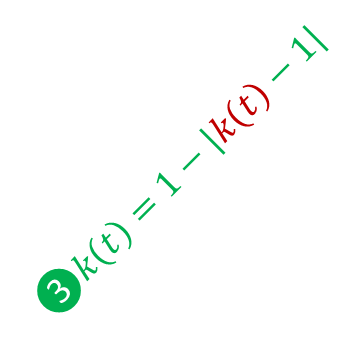 3 k(t) = 1 − |k(t) − 1|